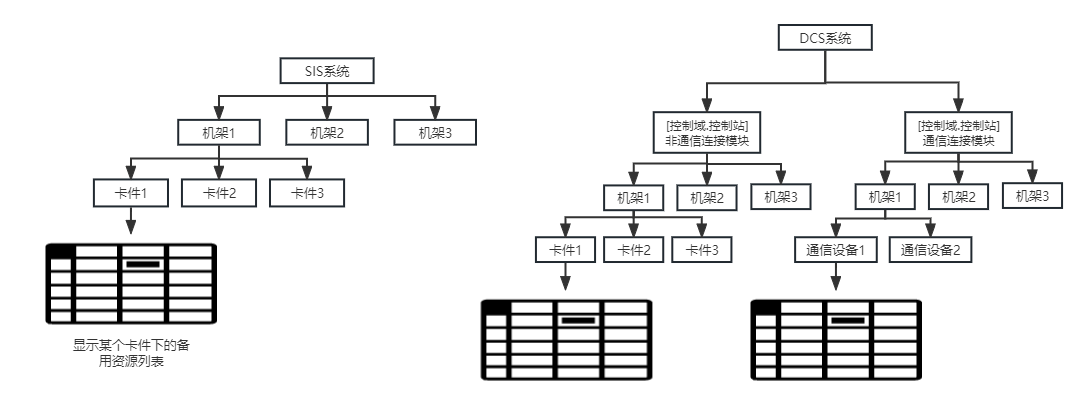 SIS系统
机架1
机架2
机架3
卡件1
卡件2
卡件3
显示某个卡件下的备
用资源列表
DCS系统
[控制域.控制站]
非通信连接模块
[控制域.控制站]
通信连接模块
机架1
机架2
机架3
机架1
机架2
机架3
卡件1
卡件2
卡件3
通信设备1
通信设备2